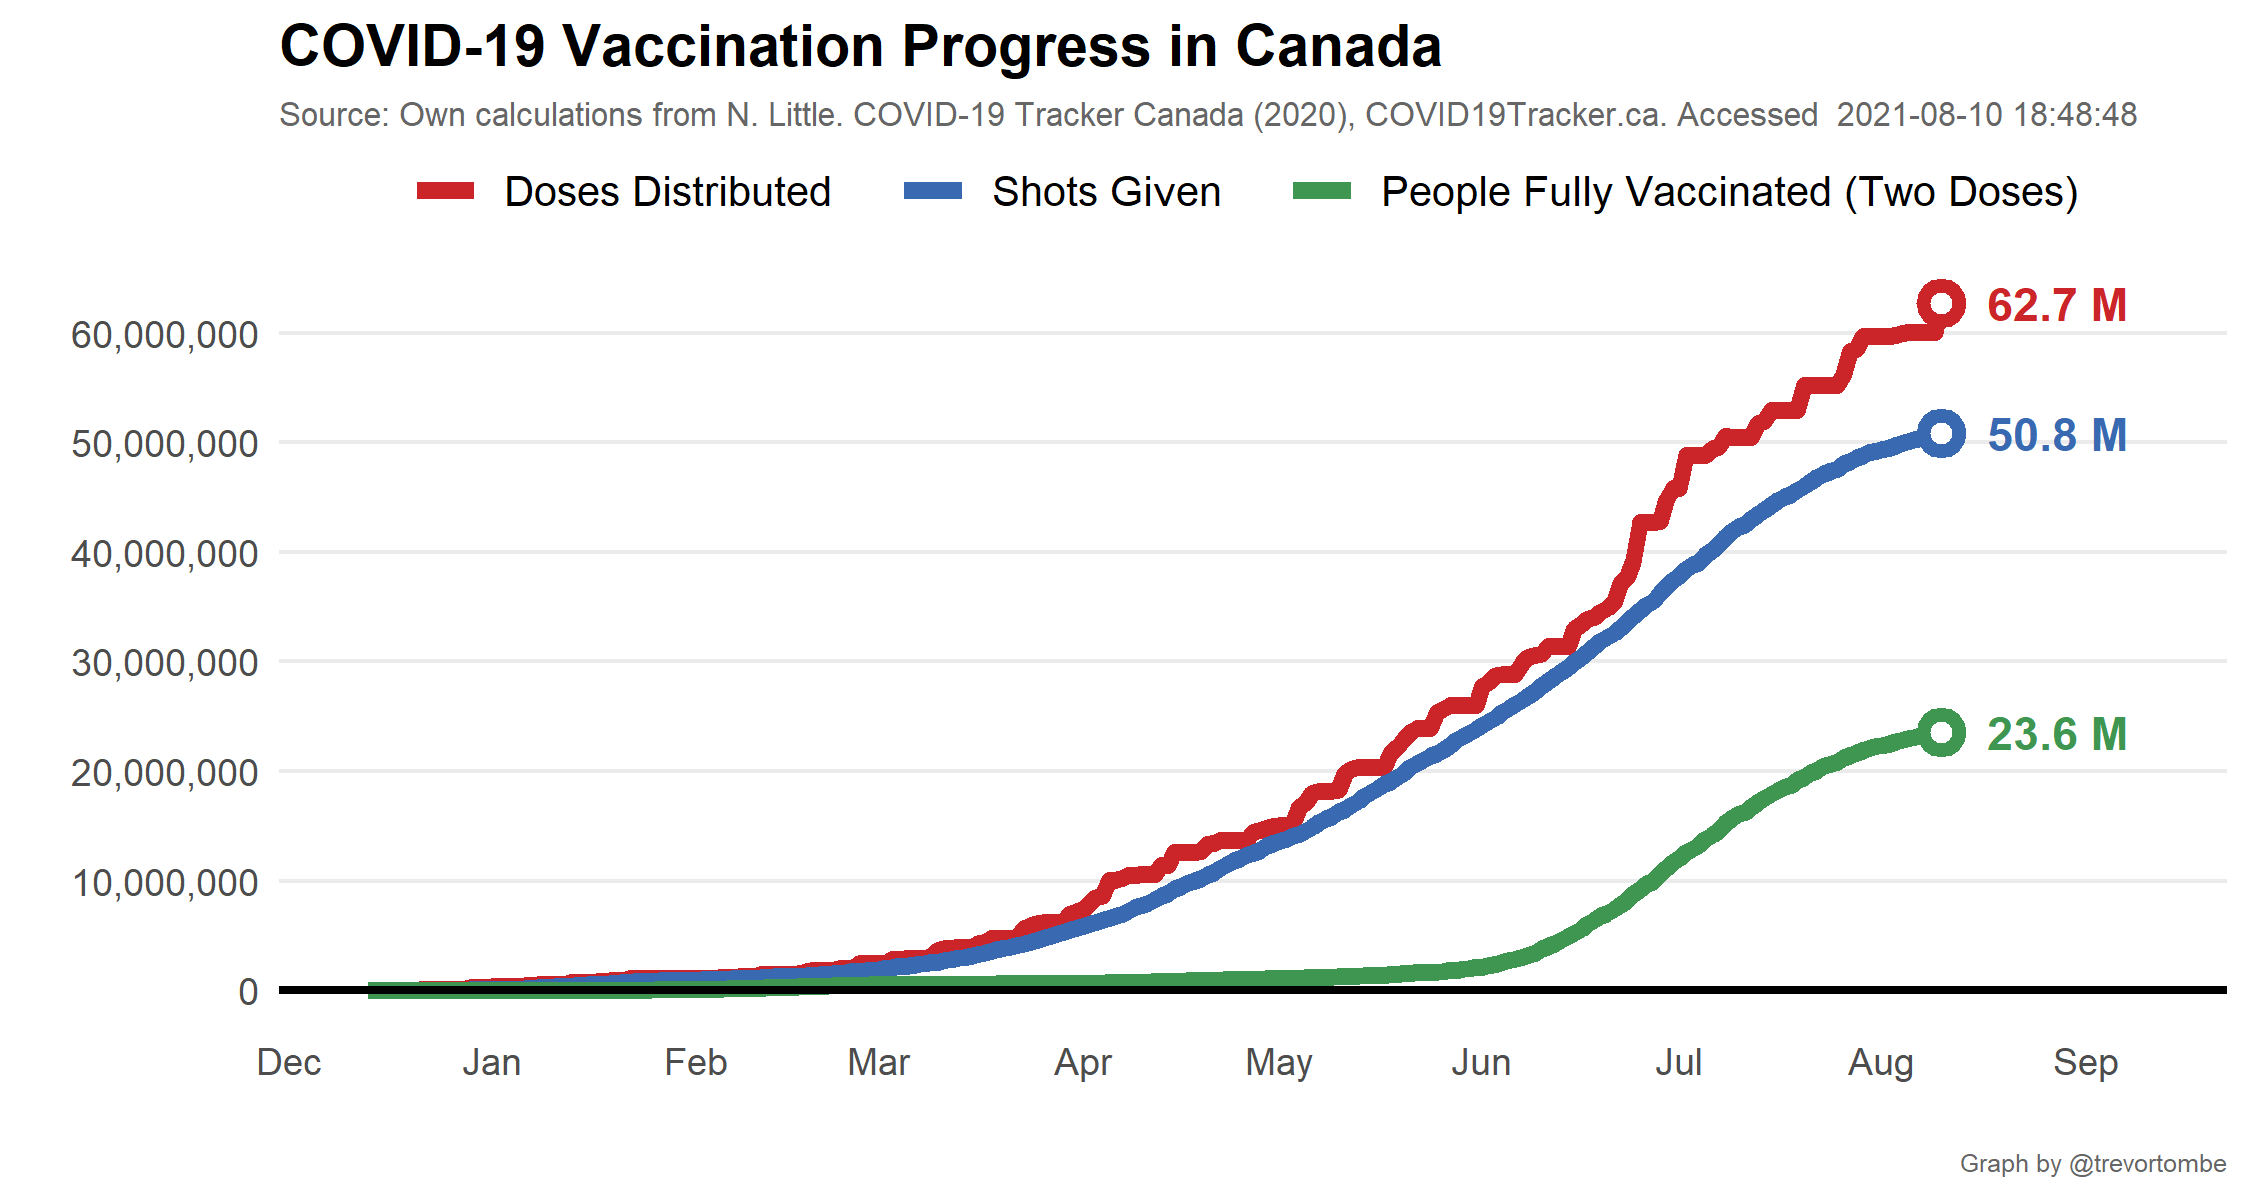 COVID-19 Vaccination Progress in Canada
Source: Own calculations from N. Little. COVID-19 Tracker Canada (2020), COVID19Tracker.ca. Accessed  2021-08-10 18:48:48
Doses Distributed Shots Given People Fully Vaccinated (Two Doses)
62.7 M
60,000,000
50.8 M
50,000,000
40,000,000
30,000,000
23.6 M
20,000,000
10,000,000
0
Dec Jan Feb Mar Apr May Jun Jul Aug Sep
Graph by @trevortombe